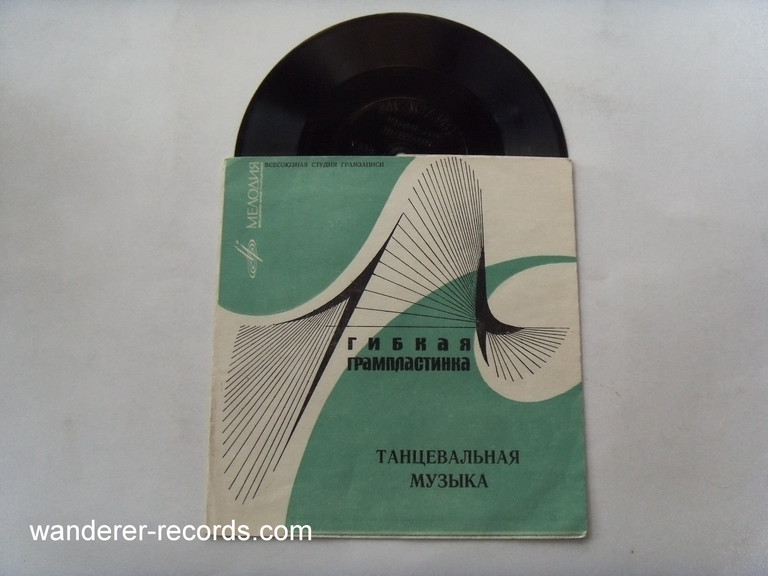 МЕЛОДИЯ
ВСЕСОЮЗНАЯ СТУДИЯ ГРАМЗАПИСИ
ГИБКАЯ
ГРАМПЛАСТИНКА
ТАНЦЕВАЛЬНАЯ
МУЗЫКА
wanderer-records.com